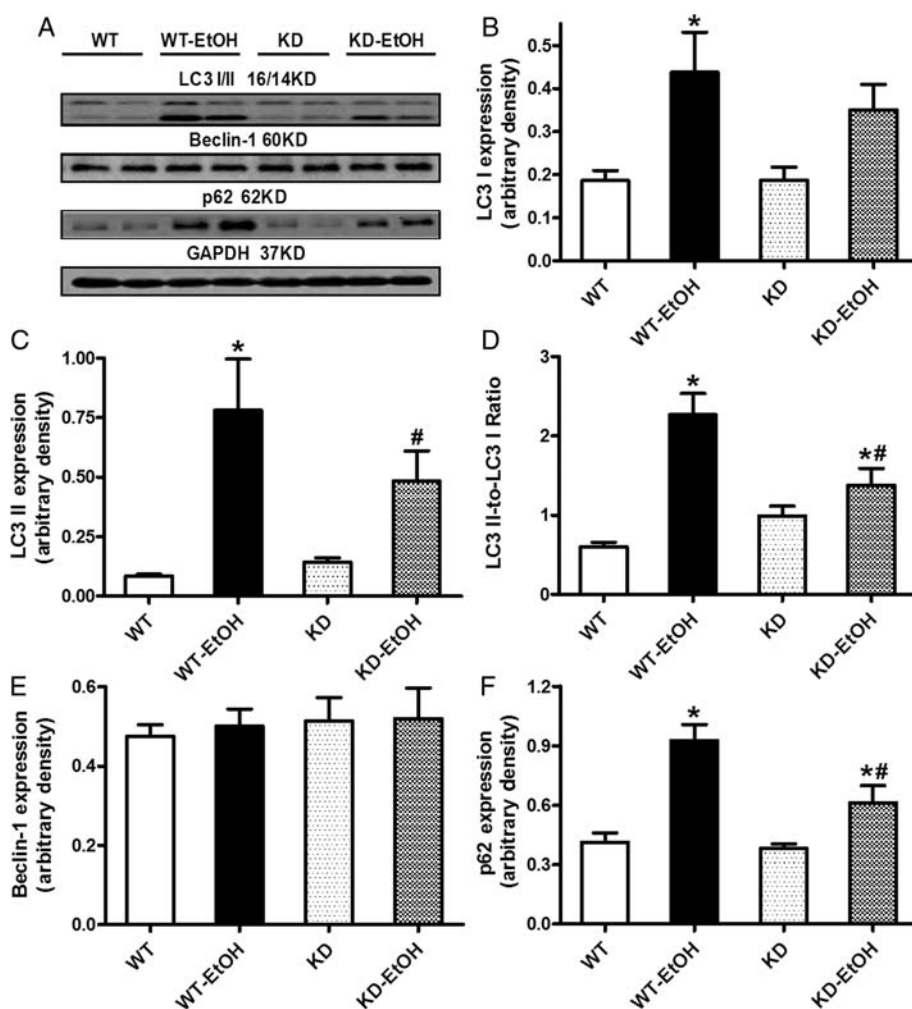 A
WT WT-EtOH KD KD-EtOH
LC3 I/II 16/14KD
Beclin-1 60KD
p62 62KD
GAPDH 37KD
B
LC3 I expression
(arbitrary density)
0.5
0.4
0.3
0.2
0.1
0.0
*
WT WT-EtOH KD KD-EtOH
C
LC3 II expression
(arbitrary density)
1.00
0.75
0.50
0.25
0.00
*
#
WT WT-EtOH KD KD-EtOH
D
LC3 II-to-LC3 I Ratio
3
2
1
0
*
*#
WT WT-EtOH KD KD-EtOH
E
Beclin-1 expression
(arbitrary density)
0.6
0.4
0.2
0.0
WT WT-EtOH KD KD-EtOH
F
p62 expression
(arbitrary density)
1.2
0.9
0.6
0.3
0.0
*
*#
WT WT-EtOH KD KD-EtOH